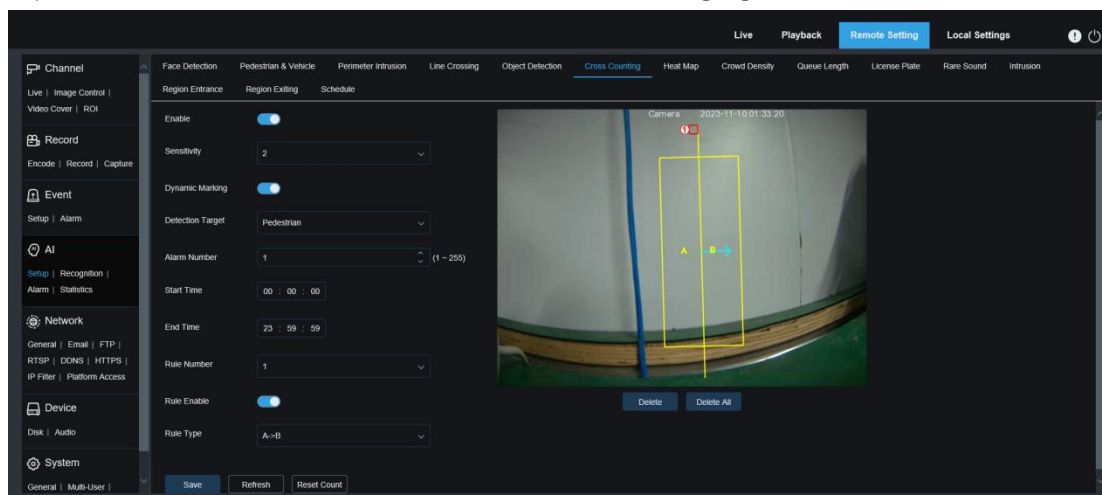 Live Playback Remote Setting Local Settings
Channel
Live | Image Control |
Video Cover | ROI
Record
Encode | Record | Capture
Event
Setup | Alarm
AI
Setup | Recognition |
Alarm | Statistics
Network
General | Email | FTP |
RTSP | DDNS | HTTPS |
IP Filter | Platform Access
Device
Disk | Audio
System
General | Multi-User |
Face Detection Pedestrian & Vehicle Perimeter Intrusion Line Crossing Object Detection Cross Counting Heat Map Crowd Density Queue Length License Plate Rare Sound Intrusion
Region Entrance Region Exiting Schedule
Enable
Sensitivity 2
Dynamic Marking
Detection Target Pedestrian
Alarm Number 1 (1 ~ 255)
Start Time 00 : 00 : 00
End Time 23 : 59 : 59
Rule Number 1
Rule Enable
Rule Type A->B
Save Refresh Reset Count
Camera 2023-11-10 01:33:20
1
A B
Delete Delete All